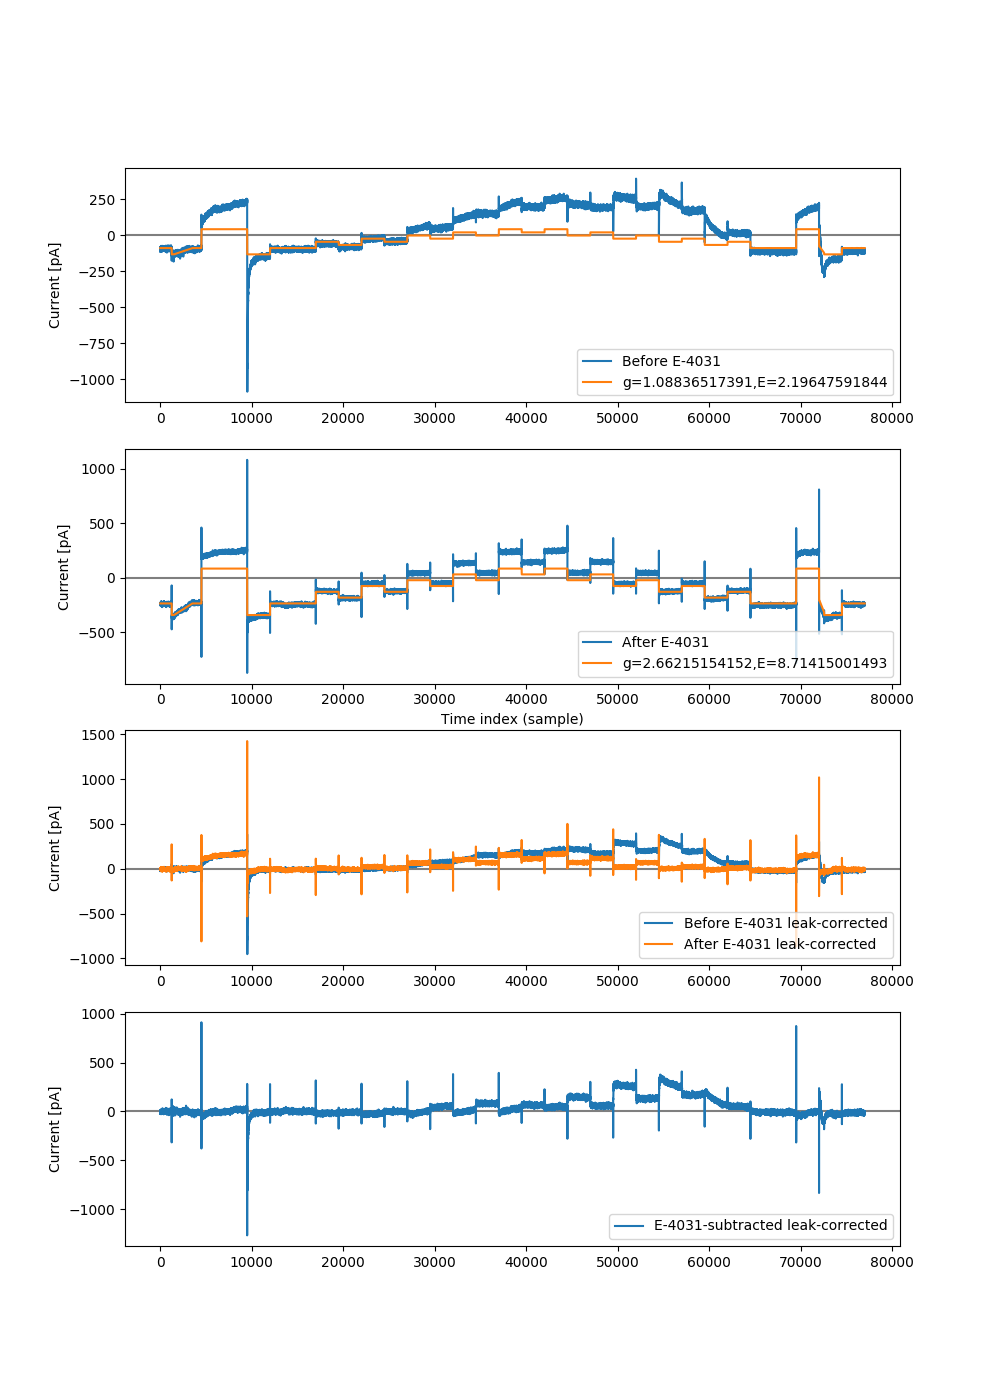 250
0
−250
−500
−750
−1000
Current [pA]
Before E-4031
g=1.08836517391,E=2.19647591844
0 10000 20000 30000 40000 50000 60000 70000 80000
1000
500
0
−500
Current [pA]
After E-4031
g=2.66215154152,E=8.71415001493
0 10000 20000 30000 40000 50000 60000 70000 80000
Time index (sample)
1500
1000
500
0
−500
−1000
Current [pA]
Before E-4031 leak-corrected
After E-4031 leak-corrected
0 10000 20000 30000 40000 50000 60000 70000 80000
1000
500
0
−500
−1000
Current [pA]
E-4031-subtracted leak-corrected
0 10000 20000 30000 40000 50000 60000 70000 80000